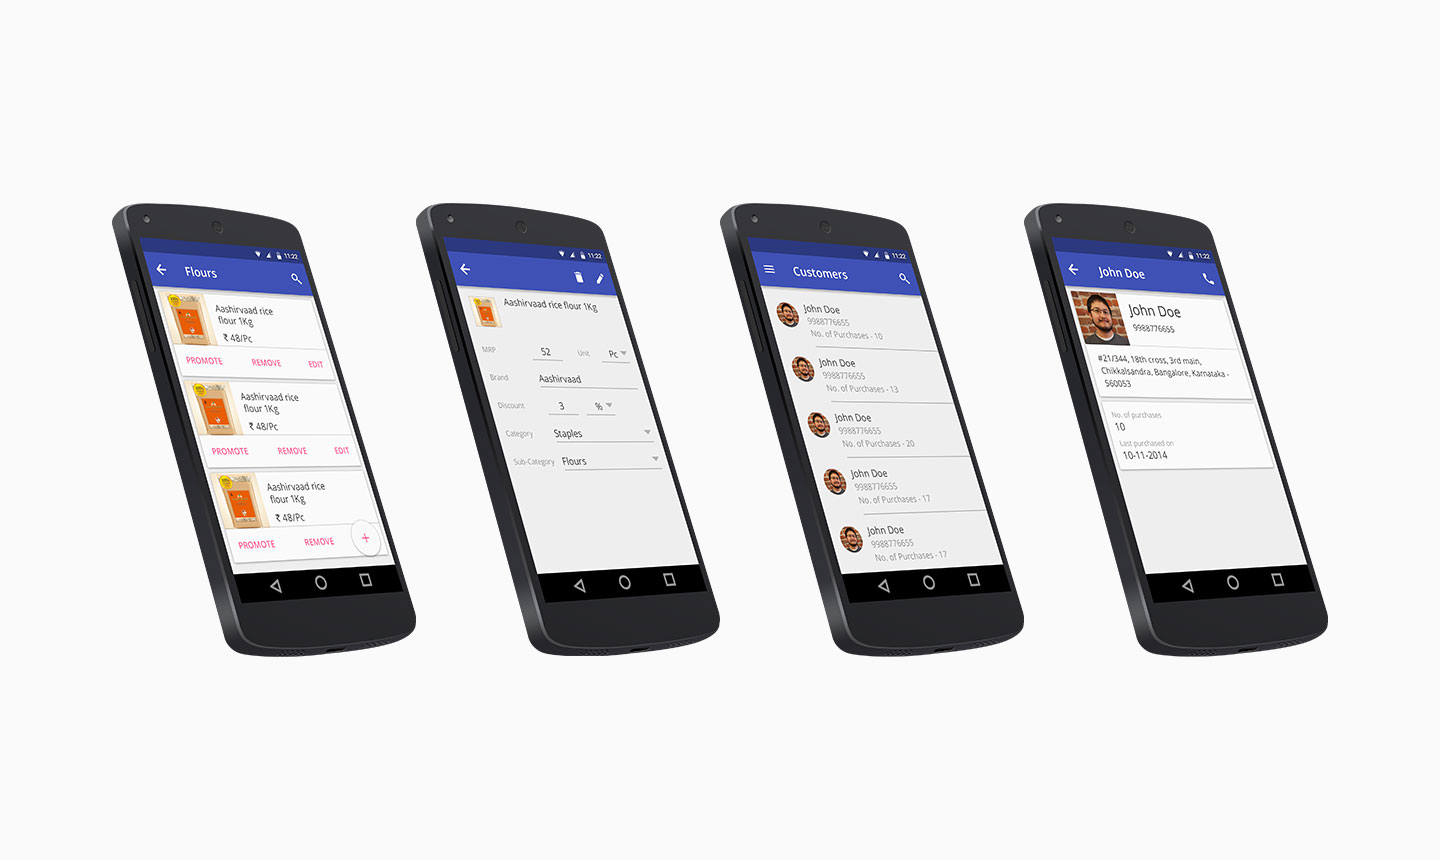 11:22
Flours
Aashirvaad rice
flour 1Kg
₹ 48/Pc
PROMOTE REMOVE EDIT
Aashirvaad rice
flour 1Kg
₹ 48/Pc
PROMOTE REMOVE EDIT
Aashirvaad rice
flour 1Kg
₹ 48/Pc
PROMOTE REMOVE +
11:22
Aashirvaad rice flour 1Kg
MRP 52 Unit Pc
Brand Aashirvaad
Discount 3 %
Category Staples
Sub-Category Flours
11:22
Customers
John Doe
9988776655
No. of Purchases - 10
John Doe
9988776655
No. of Purchases - 13
John Doe
9988776655
No. of Purchases - 20
John Doe
9988776655
No. of Purchases - 17
John Doe
9988776655
No. of Purchases - 17
11:22
John Doe
John Doe
9988776655
#21/344, 18th cross, 3rd main,
Chikkalsandra, Bangalore, Karnataka -
560053
No. of purchases
10
Last purchased on
10-11-2014